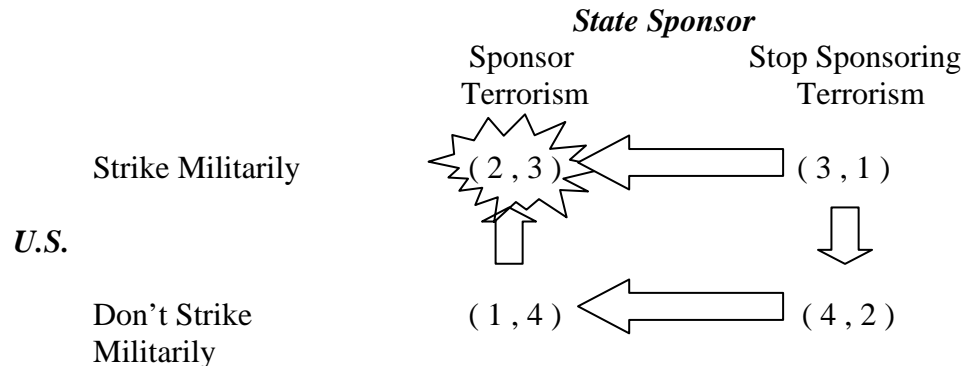 State Sponsor
Sponsor Stop Sponsoring
Terrorism Terrorism
Strike Militarily ( 2 , 3 ) ( 3 , 1 )
U.S.
Don't Strike ( 1 , 4 ) ( 4 , 2 )
Militarily